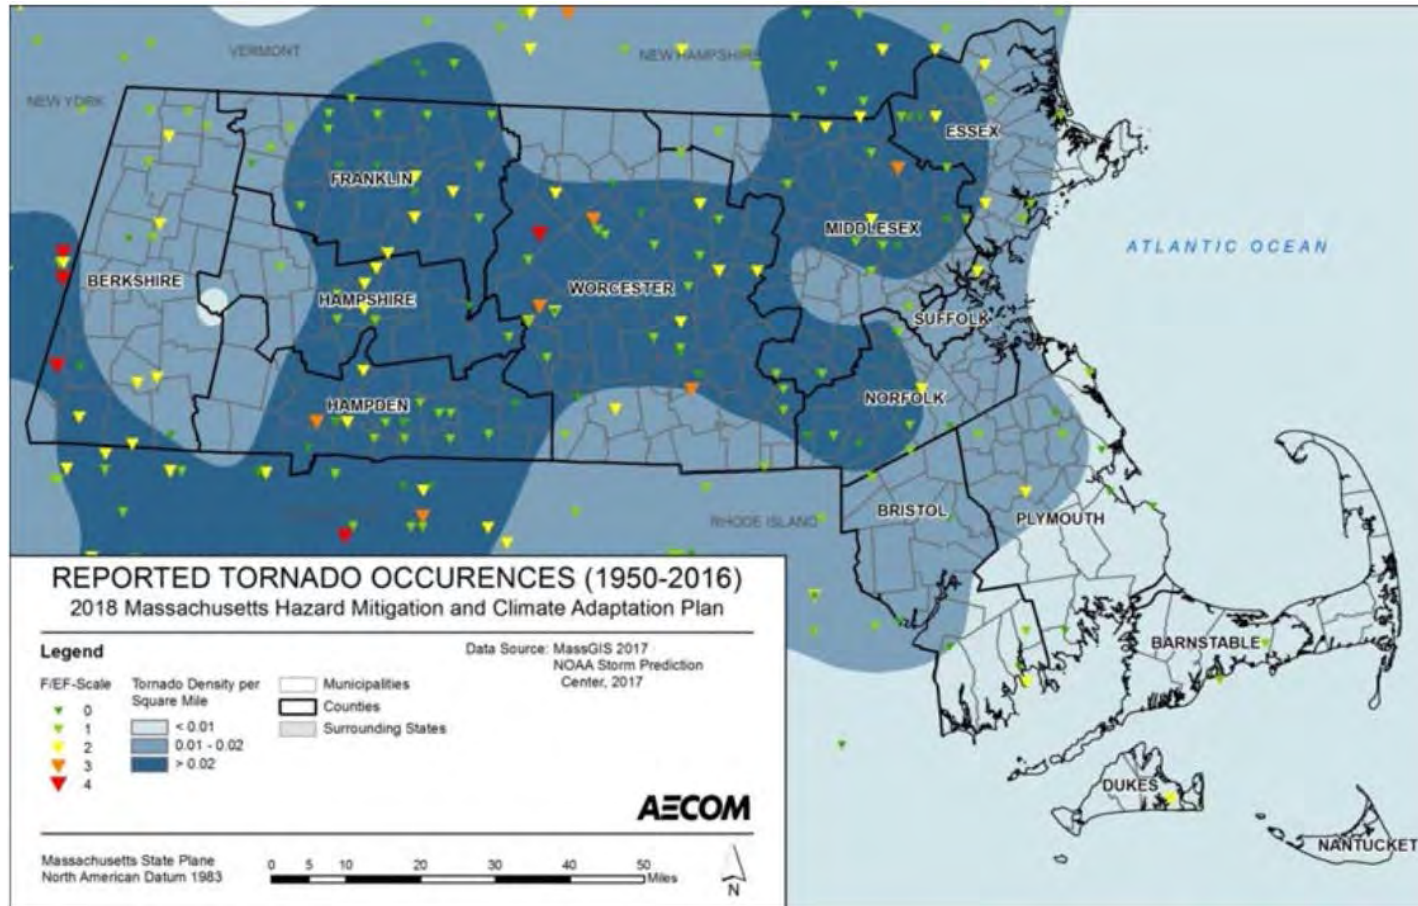 VERMONT
NEW HAMPSHIRE
NEW YORK
ESSEX
FRANKLIN
MIDDLESEX
ATLANTIC OCEAN
BERKSHIRE
HAMPSHIRE
WORCESTER
SUFFOLK
HAMPDEN
NORFOLK
BRISTOL
PLYMOUTH
RHODE ISLAND
BARNSTABLE
DUKES
NANTUCKET
REPORTED TORNADO OCCURENCES (1950-2016)
2018 Massachusetts Hazard Mitigation and Climate Adaptation Plan
Legend
Data Source: MassGIS 2017
NOAA Storm Prediction
Center, 2017
F/EF-Scale
0
1
2
3
4
Tornado Density per
Square Mile
< 0.01
0.01 - 0.02
> 0.02
Municipalities
Counties
Surrounding States
AECOM
Massachusetts State Plane
North American Datum 1983
0 5 10 20 30 40 50
Miles
N